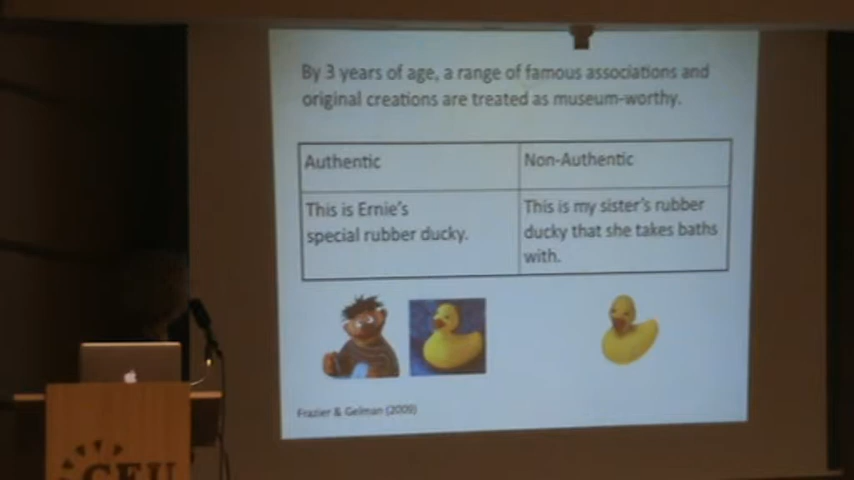 By 3 years of age, a range of famous associations and
original creations are treated as museum-worthy.
Authentic
Non-Authentic
This is Ernie's
special rubber ducky.
This is my sister's rubber
ducky that she takes baths
with.
Frazier & Gelman (2009)
CEU